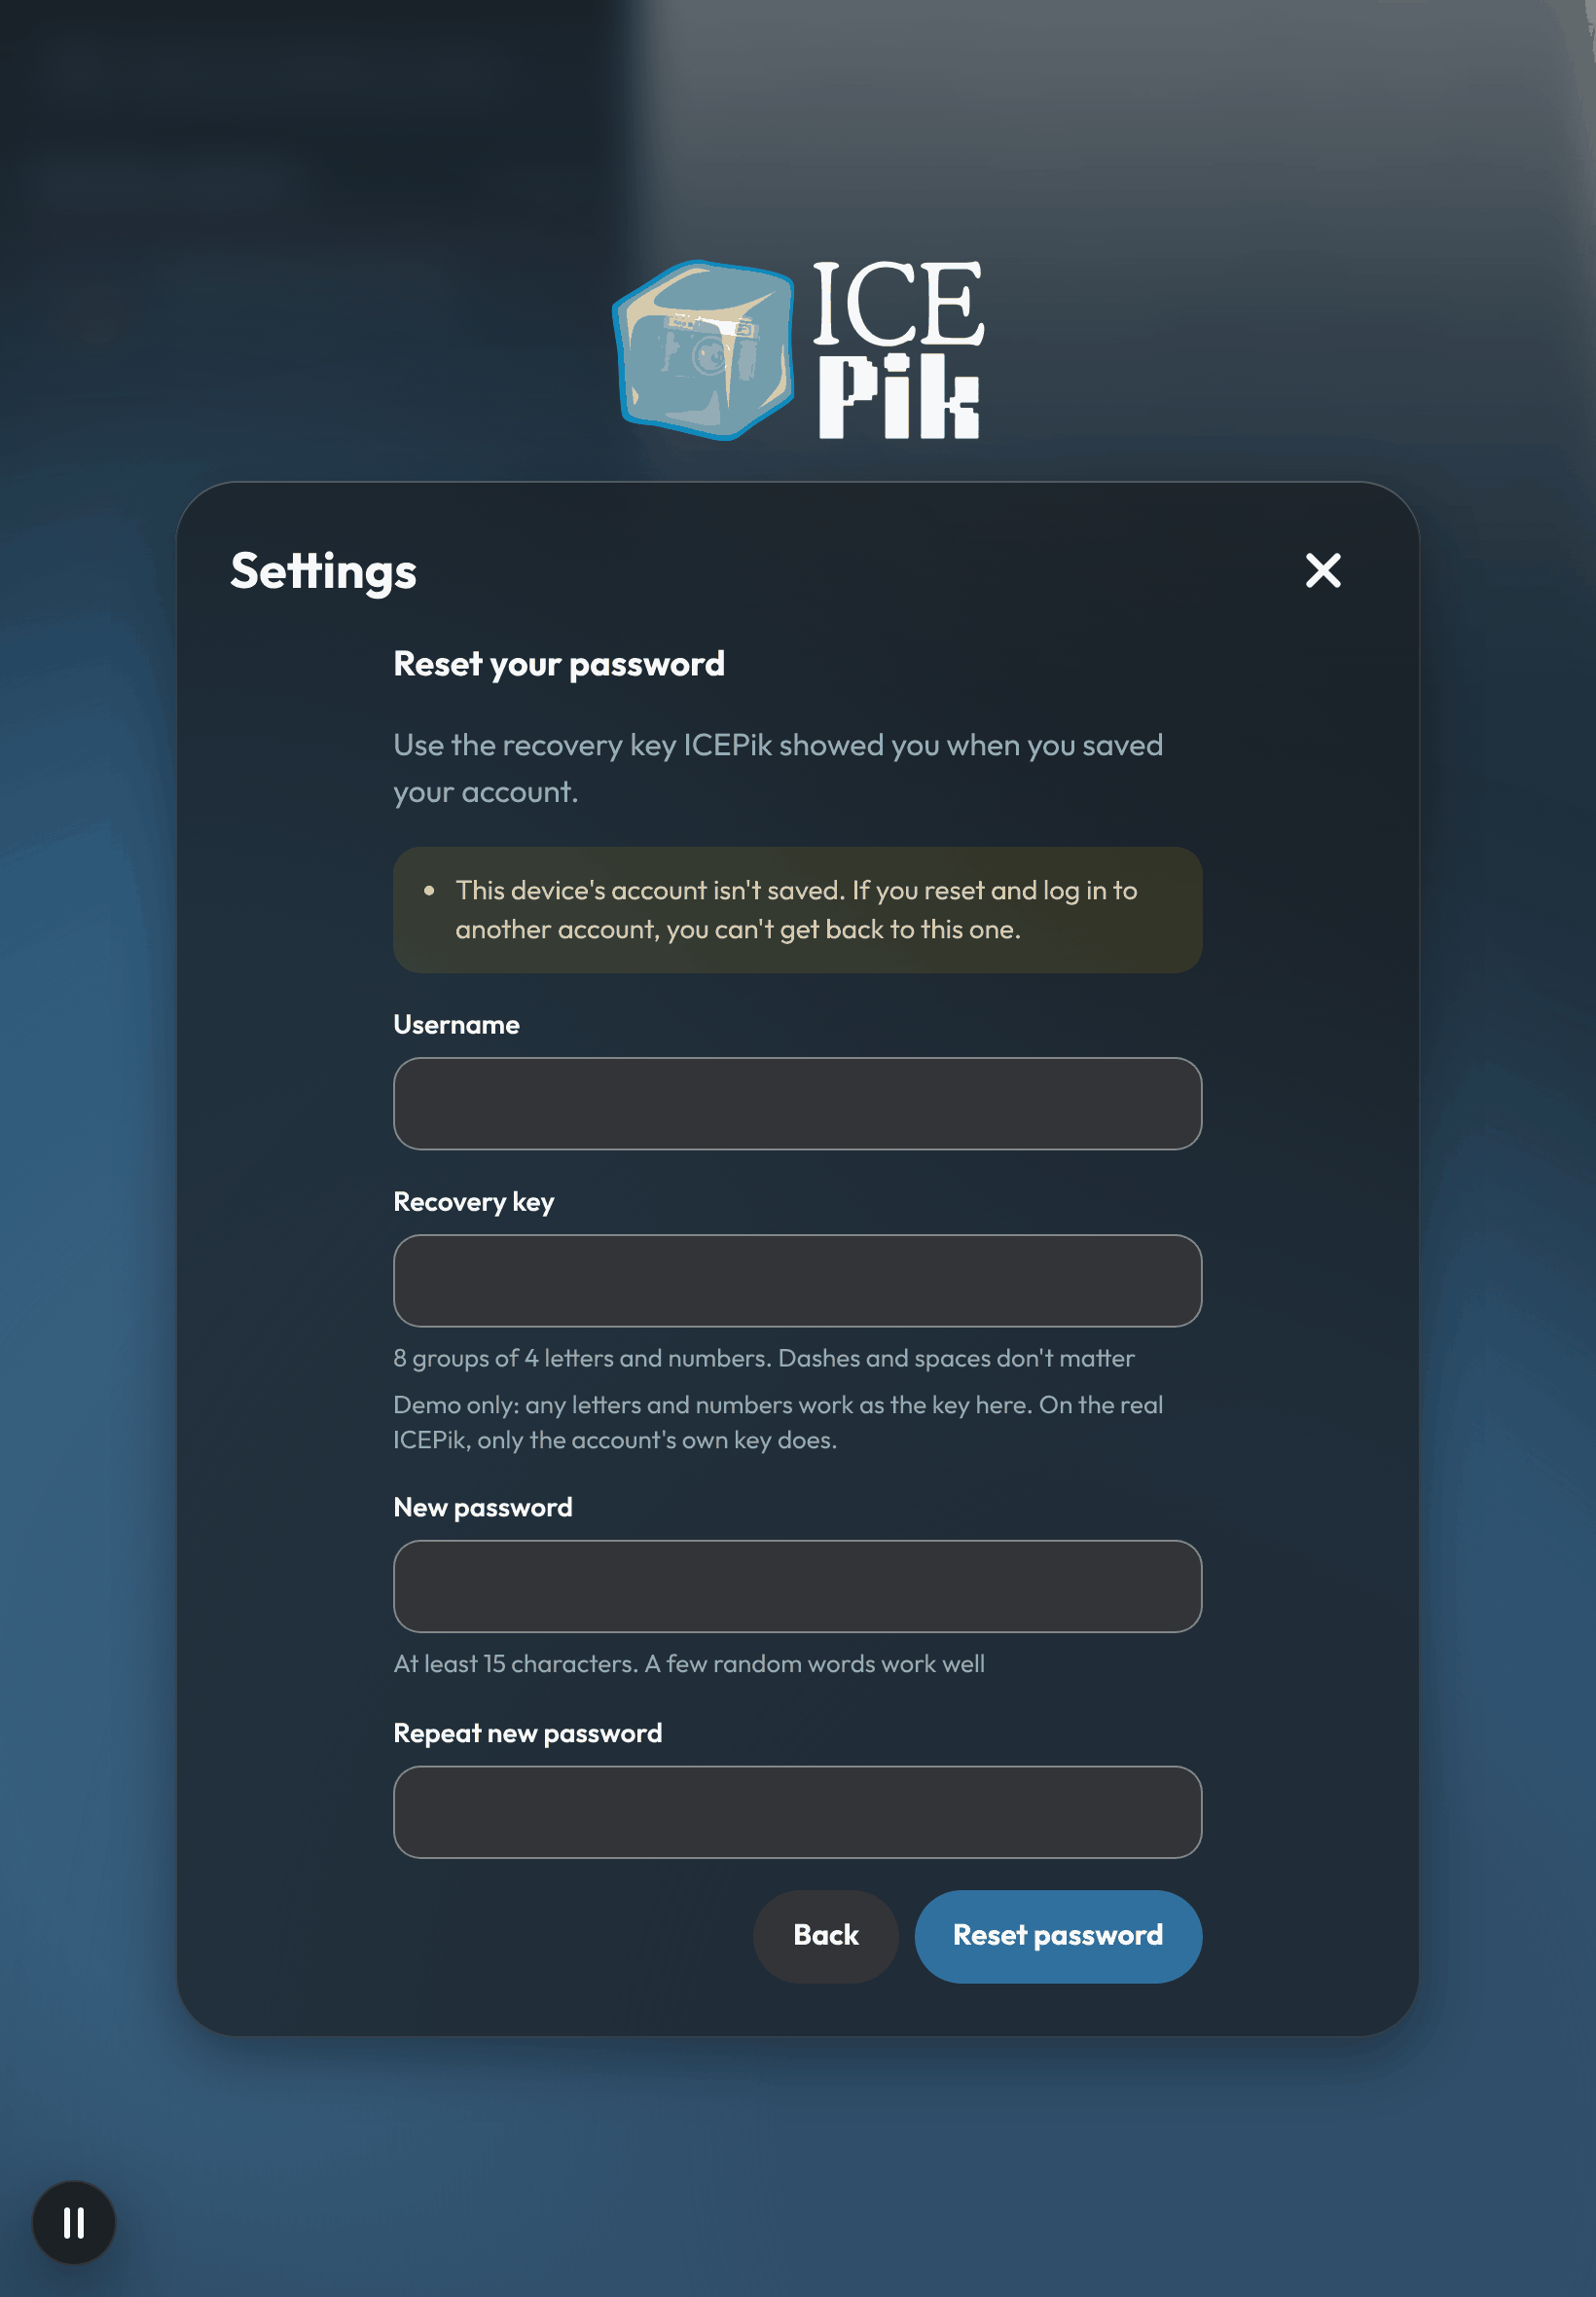 ICE
Pik
Settings
Reset your password
Use the recovery key ICEPik showed you when you saved
your account.
• This device's account isn't saved. If you reset and log in to
another account, you can't get back to this one.
Username
Recovery key
8 groups of 4 letters and numbers. Dashes and spaces don't matter
Demo only: any letters and numbers work as the key here. On the real
ICEPik, only the account's own key does.
New password
At least 15 characters. A few random words work well
Repeat new password
Back
Reset password